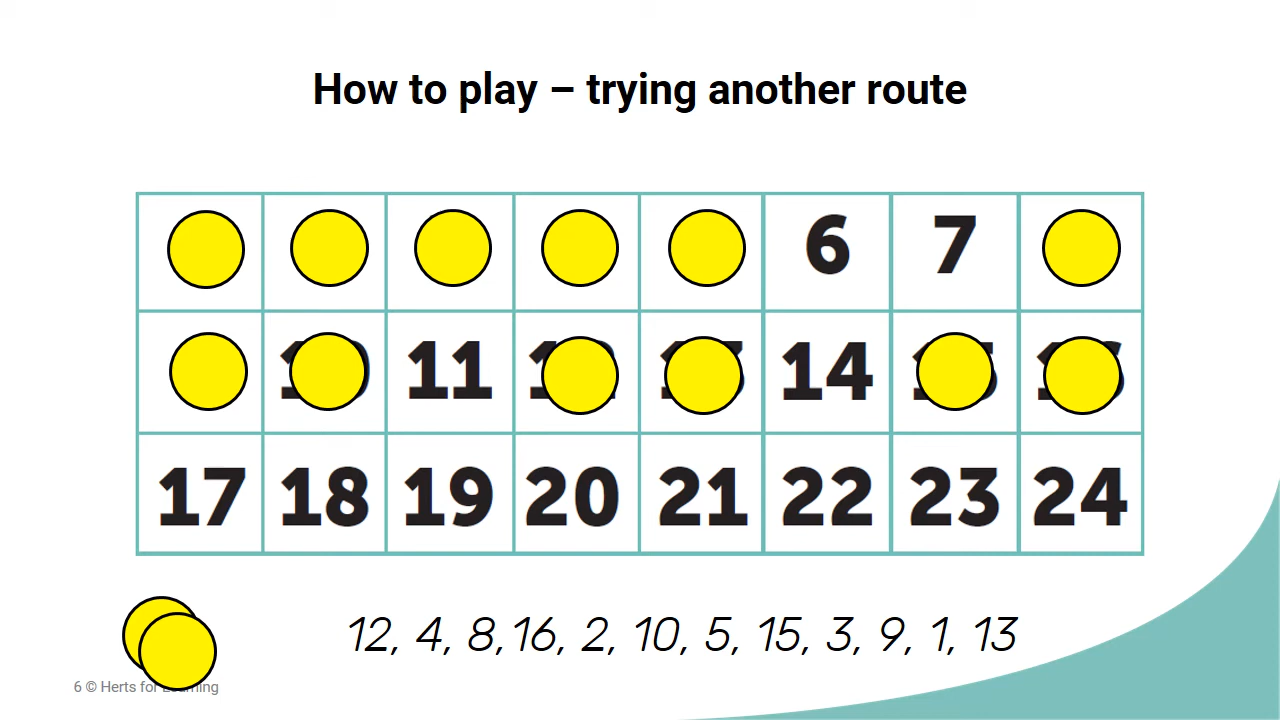 How to play – trying another route
6 7
11 14
17 18 19 20 21 22 23 24
12, 4, 8, 16, 2, 10, 5, 15, 3, 9, 1, 13
6 © Herts for Learning